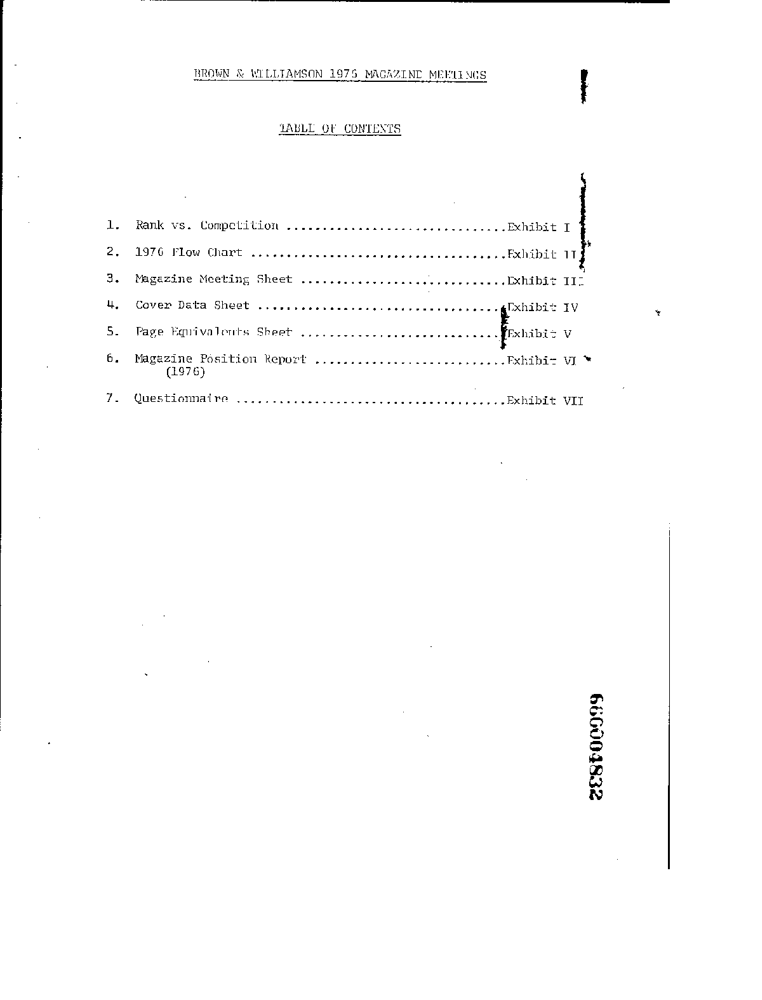 BROWN & WILLIAMSON 1976 MAGAZINE MEETINGS
TABLE OF CONTENTS
1. Rank vs. Competition ...............................Exhibit I
2. 1976 Flow Chart ....................................Exhibit II
3. Magazine Meeting Sheet .............................Exhibit III
4. Cover Data Sheet ..................................Exhibit IV
5. Page Equivalents Sheet ............................Exhibit V
6. Magazine Position Report ...........................Exhibit VI
(1976)
7. Questionnaire ......................................Exhibit VII
666004832